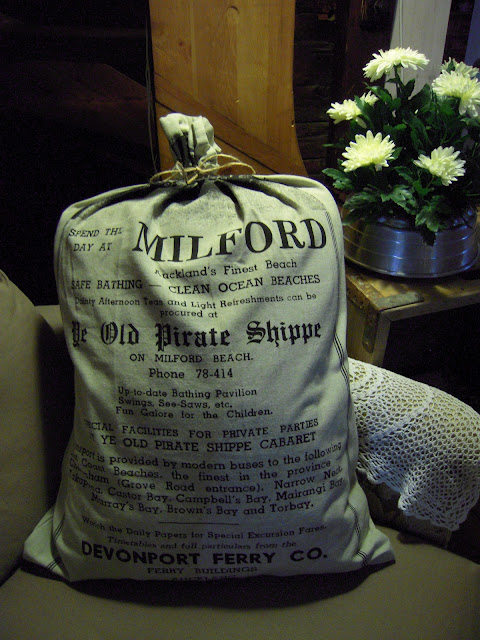 SPEND THE
DAY AT MILFORD
Auckland's Finest Beach
SAFE BATHING — CLEAN OCEAN BEACHES
Dainty Afternoon Teas and Light Refreshments can be
procured at
Ye Old Pirate Shippe
ON MILFORD BEACH.
Phone 78-414
Up-to-date Bathing Pavilion
Swings, See-Saws, etc.
Fun Galore for the Children.
SPECIAL FACILITIES FOR PRIVATE PARTIES
YE OLD PIRATE SHIPPE CABARET
is provided by modern buses to the following
Coast Beaches, the finest in the province
(Grove Road entrance), Narrow Neck,
Castor Bay, Campbell's Bay, Mairangi Bay,
Murray's Bay, Brown's Bay and Torbay.
Watch the Daily Papers for Special Excursion Fares.
Timetables and full particulars from the
DEVONPORT FERRY CO.
FERRY BUILDINGS